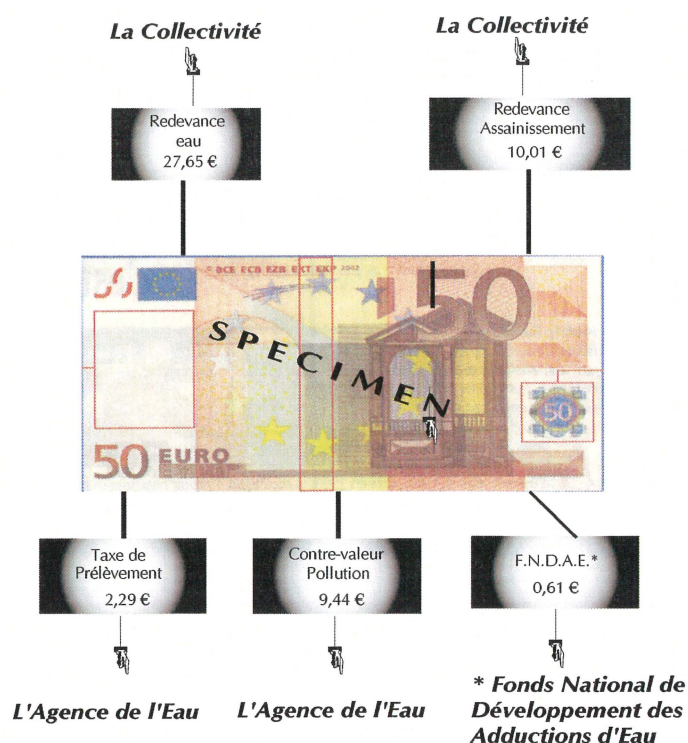 La Collectivité
La Collectivité
Redevance
eau
27,65 €
Redevance
Assainissement
10,01 €
© BCE ECB EZB EKT EKP 2002
50
SPECIMEN
50
50 EURO
ΕΥΡΩ
Taxe de
Prélèvement
2,29 €
Contre-valeur
Pollution
9,44 €
F.N.D.A.E.*
0,61 €
L'Agence de l'Eau
L'Agence de l'Eau
* Fonds National de
Développement des
Adductions d'Eau